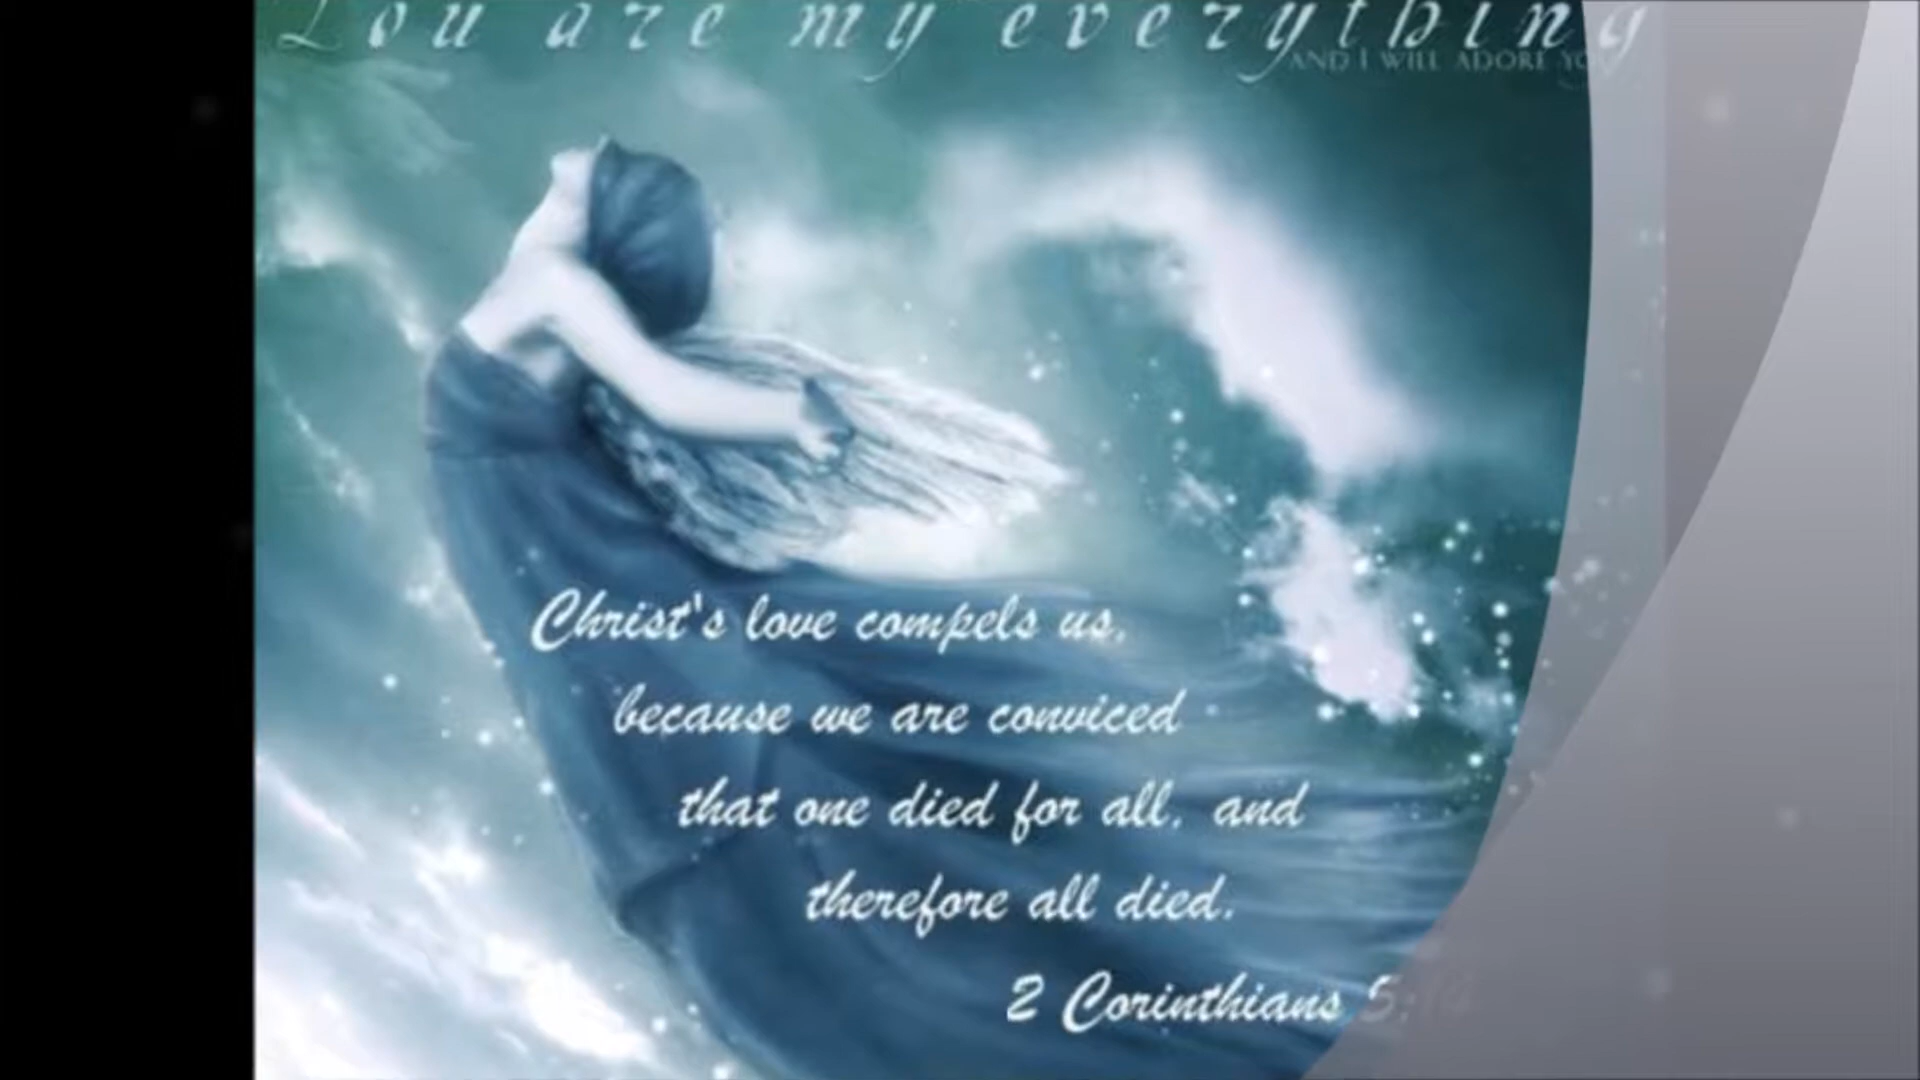 You are my everything
AND I WILL ADORE
Christ's love compels us,
because we are conviced
that one died for all, and
therefore all died.
2 Corinthians